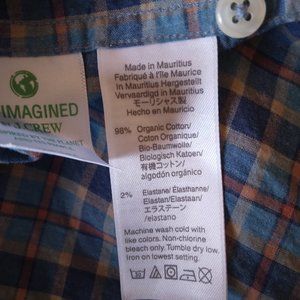 IMAGINED
J.CREW
Made in Mauritius
Fabriqué à l'île Maurice
In Mauritius Hergestellt
Vervaardigd in Mauritius
モーリシャス製
Hecho en Mauricio
98% Organic Cotton/
Coton Organique/
Bio-Baumwolle/
Biologisch Katoen/
有機コットン/
algodón orgánico
2% Elastane/Élasthanne/
Elastan/Elastaan/
エラステーン
/elastano
Machine wash cold with
like colors. Non-chlorine
bleach only. Tumble dry low.
Iron on lowest setting.